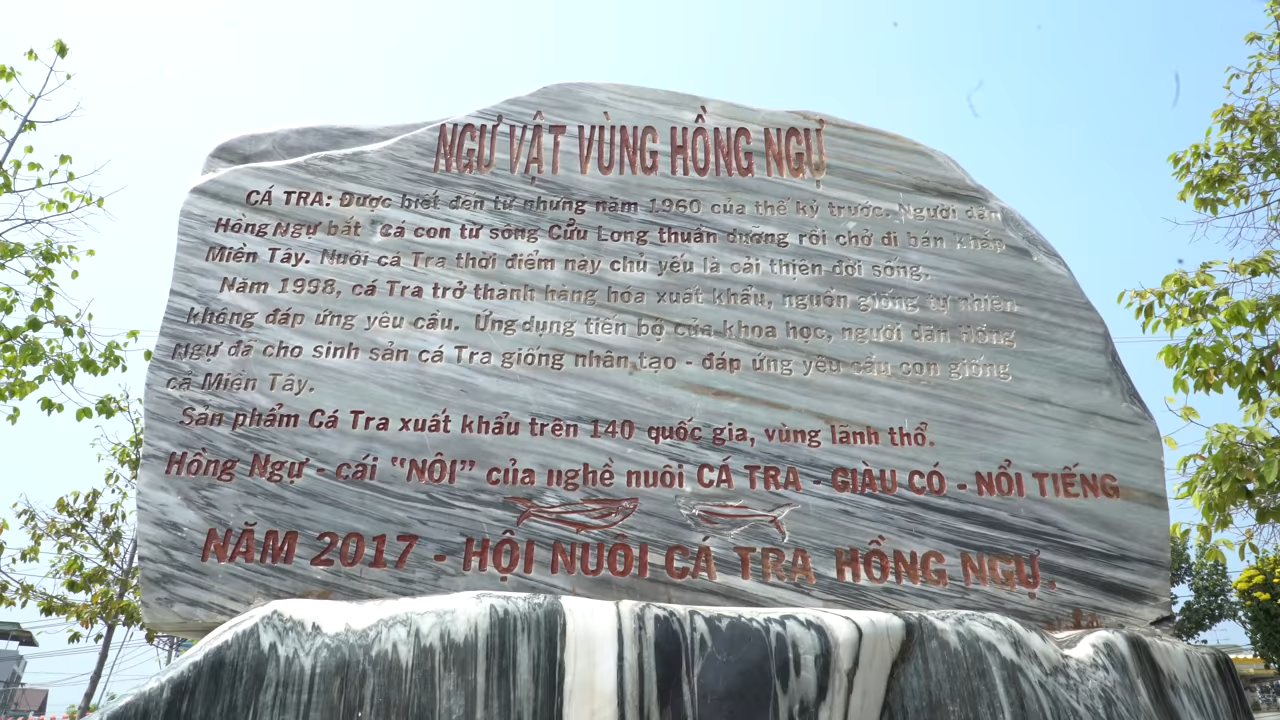 NGƯ VẬT VÙNG HỒNG NGỰ
CÁ TRA: Được biết đến từ những năm 1960 của thế kỷ trước. Người dân
Hồng Ngự bắt cá con từ sông Cửu Long thuần dưỡng rồi chở đi bán khắp
Miền Tây. Nuôi cá Tra thời điểm này chủ yếu là cải thiện đời sống.
Năm 1998, cá Tra trở thành hàng hóa xuất khẩu, nguồn giống tự nhiên
không đáp ứng yêu cầu. Ứng dụng tiến bộ của khoa học, người dân Hồng
Ngự đã cho sinh sản cá Tra giống nhân tạo - đáp ứng yêu cầu con giống
cả Miền Tây.
Sản phẩm Cá Tra xuất khẩu trên 140 quốc gia, vùng lãnh thổ.
Hồng Ngự - cái "NÔI" của nghề nuôi CÁ TRA - GIÀU CÓ - NỔI TIẾNG
NĂM 2017 - HỘI NUÔI CÁ TRA HỒNG NGỰ.